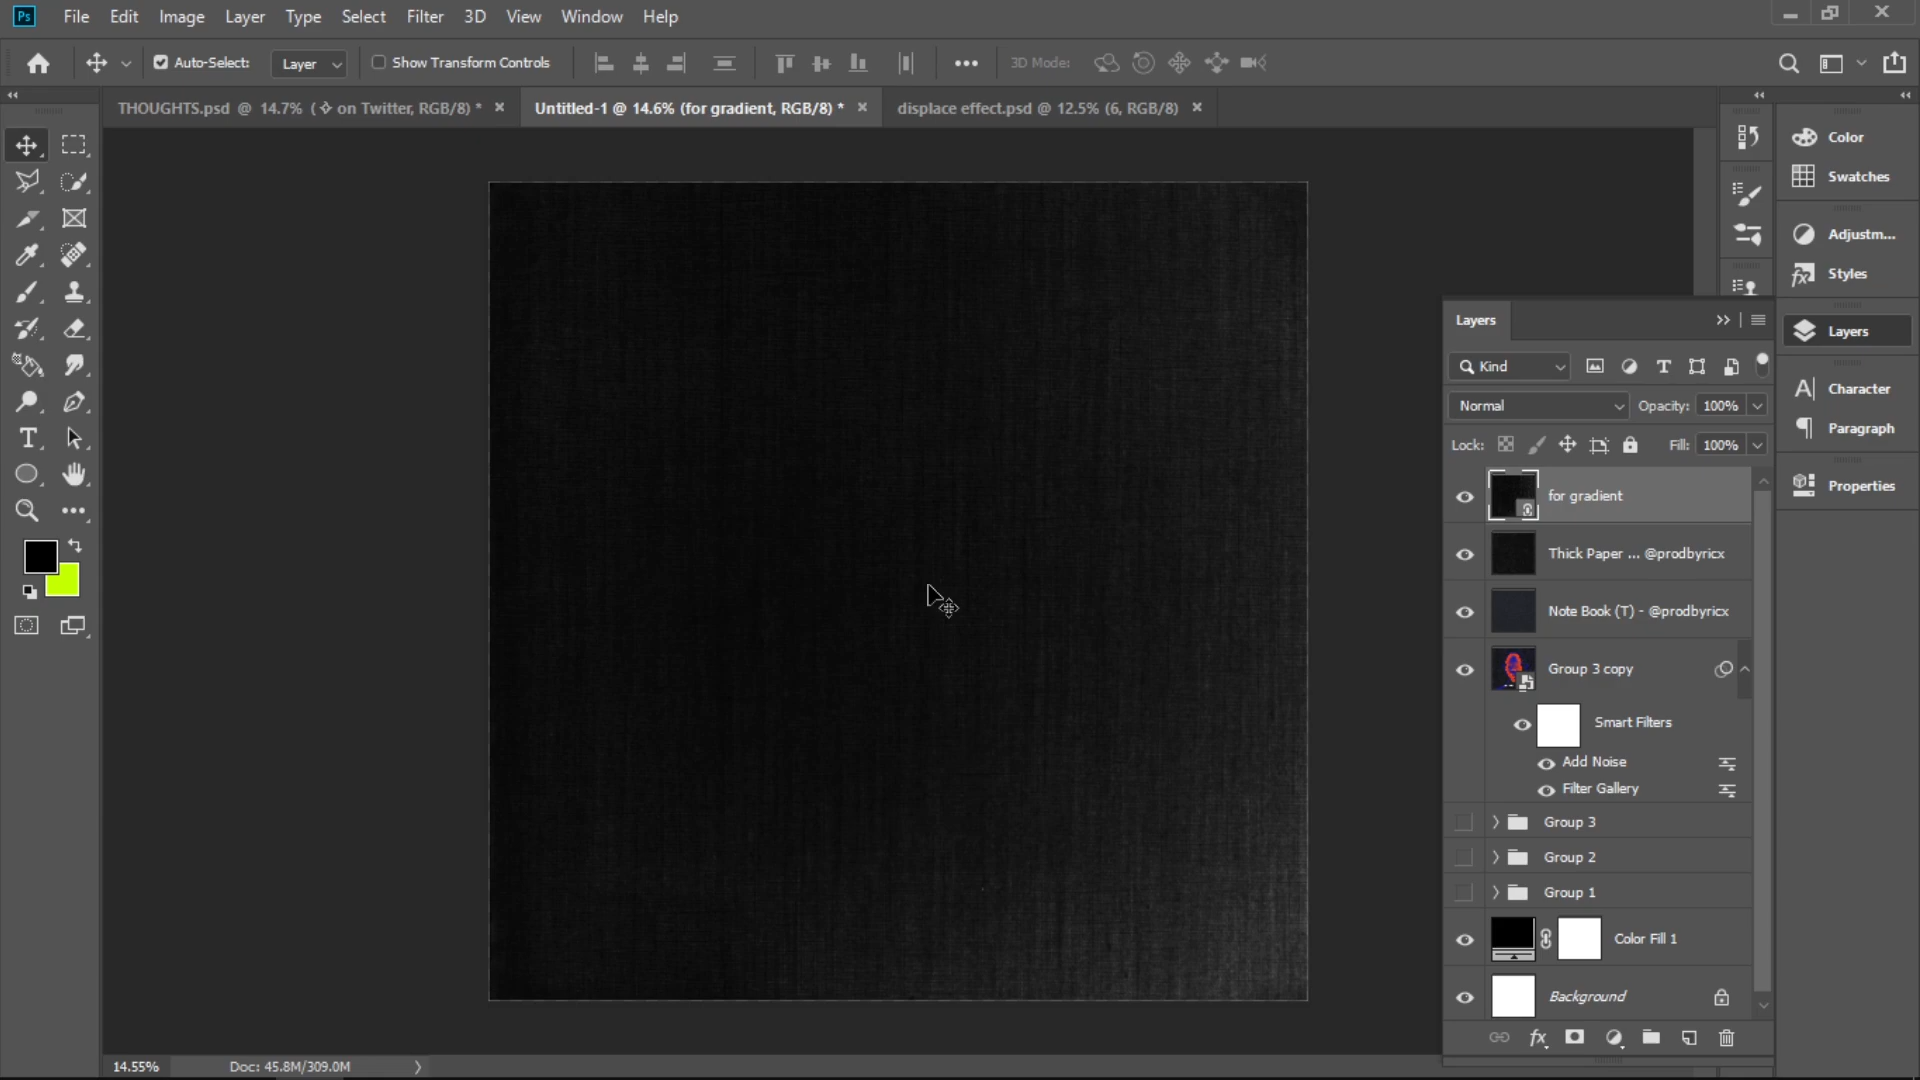 Ps File Edit Image Layer Type Select Filter 3D View Window Help
Auto-Select: Layer Show Transform Controls 3D Mode:
THOUGHTS.psd @ 14.7% ( on Twitter, RGB/8) * Untitled-1 @ 14.6% (for gradient, RGB/8) * displace effect.psd @ 12.5% (6, RGB/8)
Color
Swatches
Adjustm...
Styles
Layers
Character
Paragraph
Properties
Layers
Kind
Normal Opacity: 100%
Lock: Fill: 100%
for gradient
Thick Paper ... @prodbyricx
Note Book (T) - @prodbyricx
Group 3 copy
Smart Filters
Add Noise
Filter Gallery
Group 3
Group 2
Group 1
Color Fill 1
Background
fx
14.55% Doc: 45.8M/309.0M